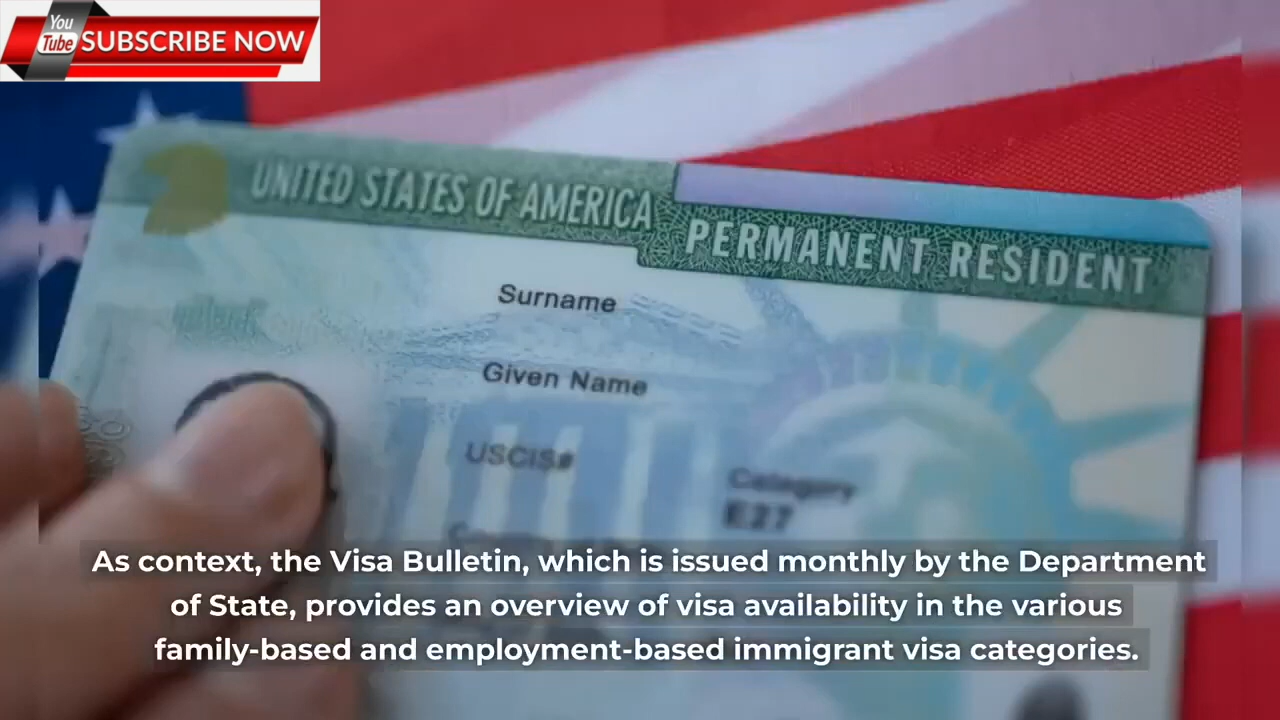 You
Tube
SUBSCRIBE NOW
UNITED STATES OF AMERICA
PERMANENT RESIDENT
Surname
Given Name
USCIS#
Category
E27
As context, the Visa Bulletin, which is issued monthly by the Department
of State, provides an overview of visa availability in the various
family-based and employment-based immigrant visa categories.